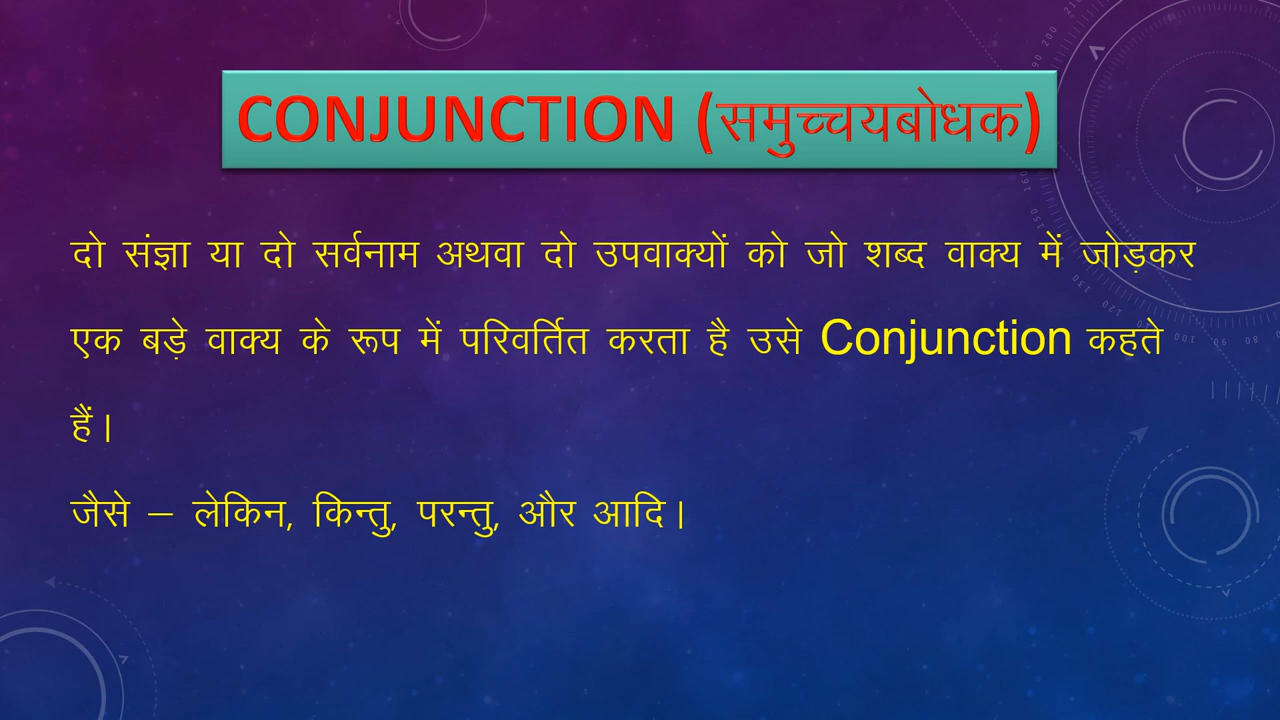 CONJUNCTION (समुच्चयबोधक)
दो संज्ञा या दो सर्वनाम अथवा दो उपवाक्यों को जो शब्द वाक्य में जोड़कर
एक बड़े वाक्य के रूप में परिवर्तित करता है उसे Conjunction कहते
हैं।
जैसे – लेकिन, किन्तु, परन्तु, और आदि।